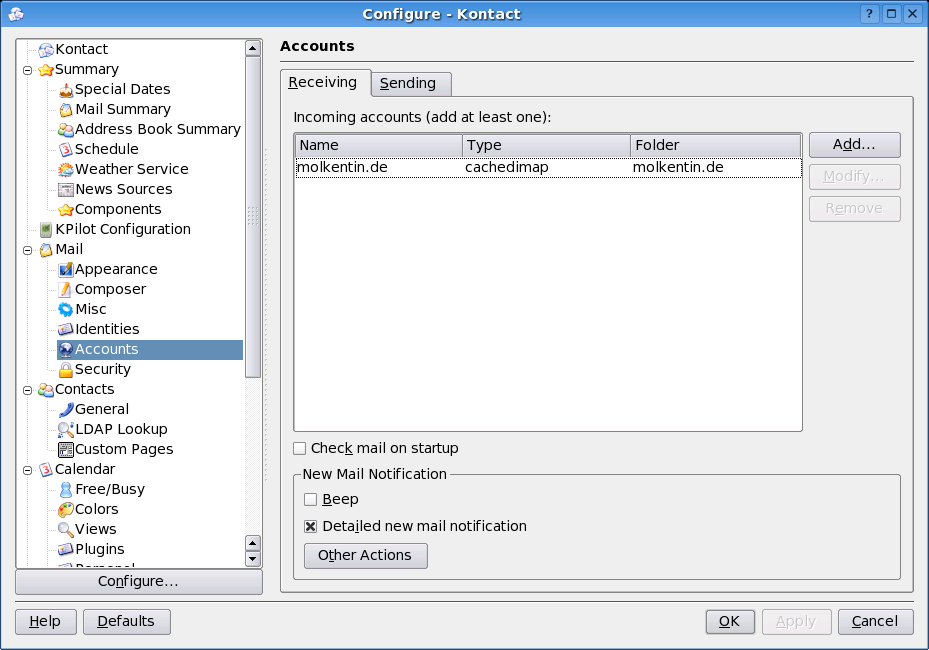 Configure - Kontact
Kontact
Summary
Special Dates
Mail Summary
Address Book Summary
Schedule
Weather Service
News Sources
Components
KPilot Configuration
Mail
Appearance
Composer
Misc
Identities
Accounts
Security
Contacts
General
LDAP Lookup
Custom Pages
Calendar
Free/Busy
Colors
Views
Plugins
Personal
Configure...
Accounts
Receiving Sending
Incoming accounts (add at least one):
Name Type Folder
molkentin.de cachedimap molkentin.de
Add...
Modify...
Remove
Check mail on startup
New Mail Notification
Beep
Detailed new mail notification
Other Actions
Help Defaults OK Apply Cancel